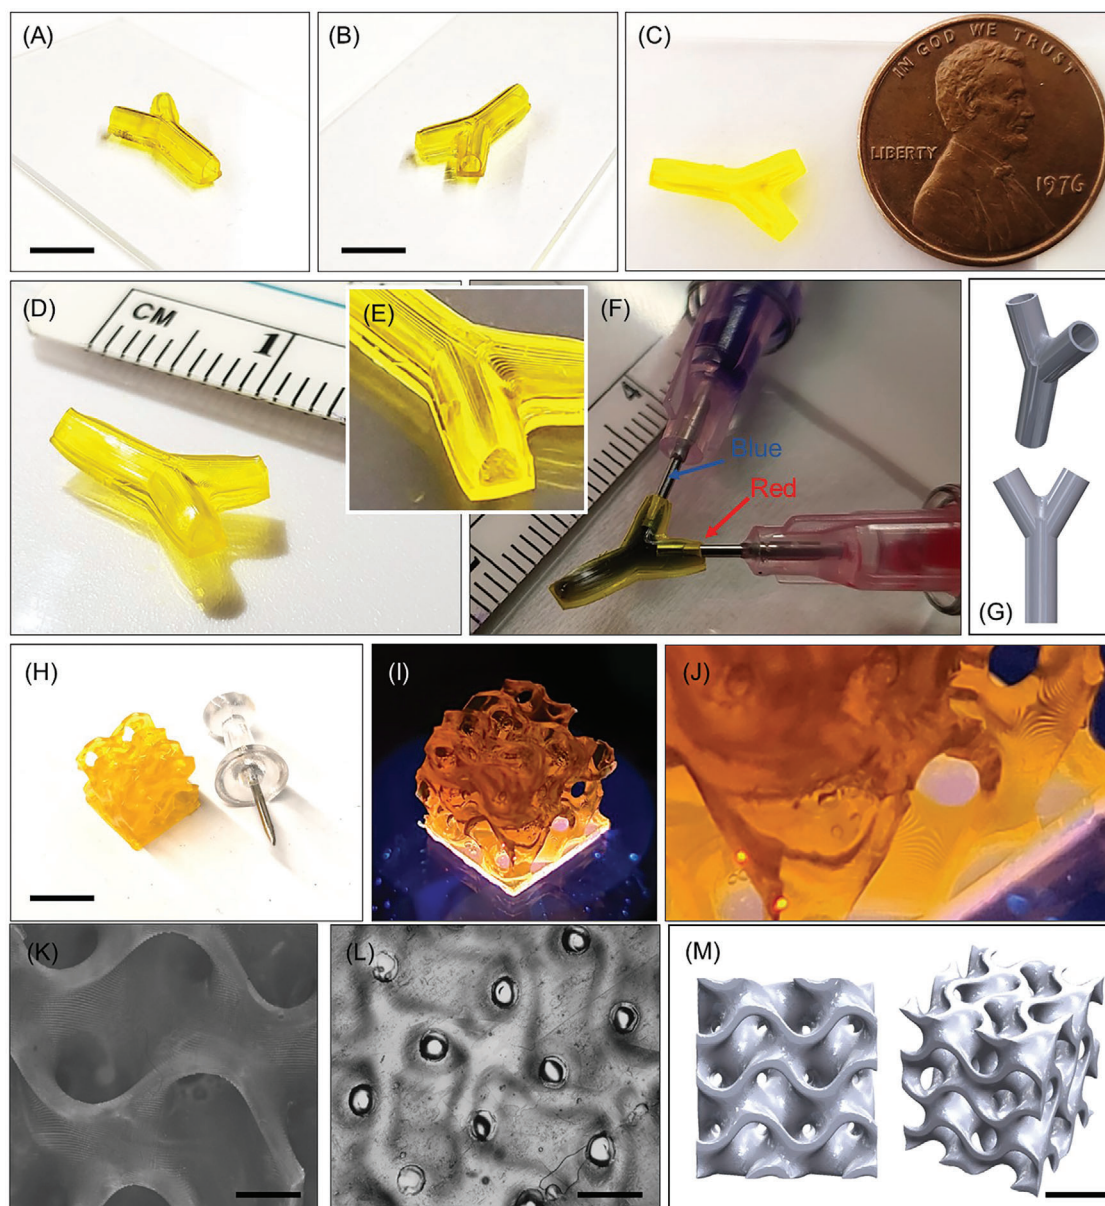 (A)
(B)
(C)
IN GOD WE TRUST
LIBERTY
1976
(D)
CM
1
(E)
(F)
4
Blue
Red
(G)
(H)
(I)
(J)
(K)
(L)
(M)